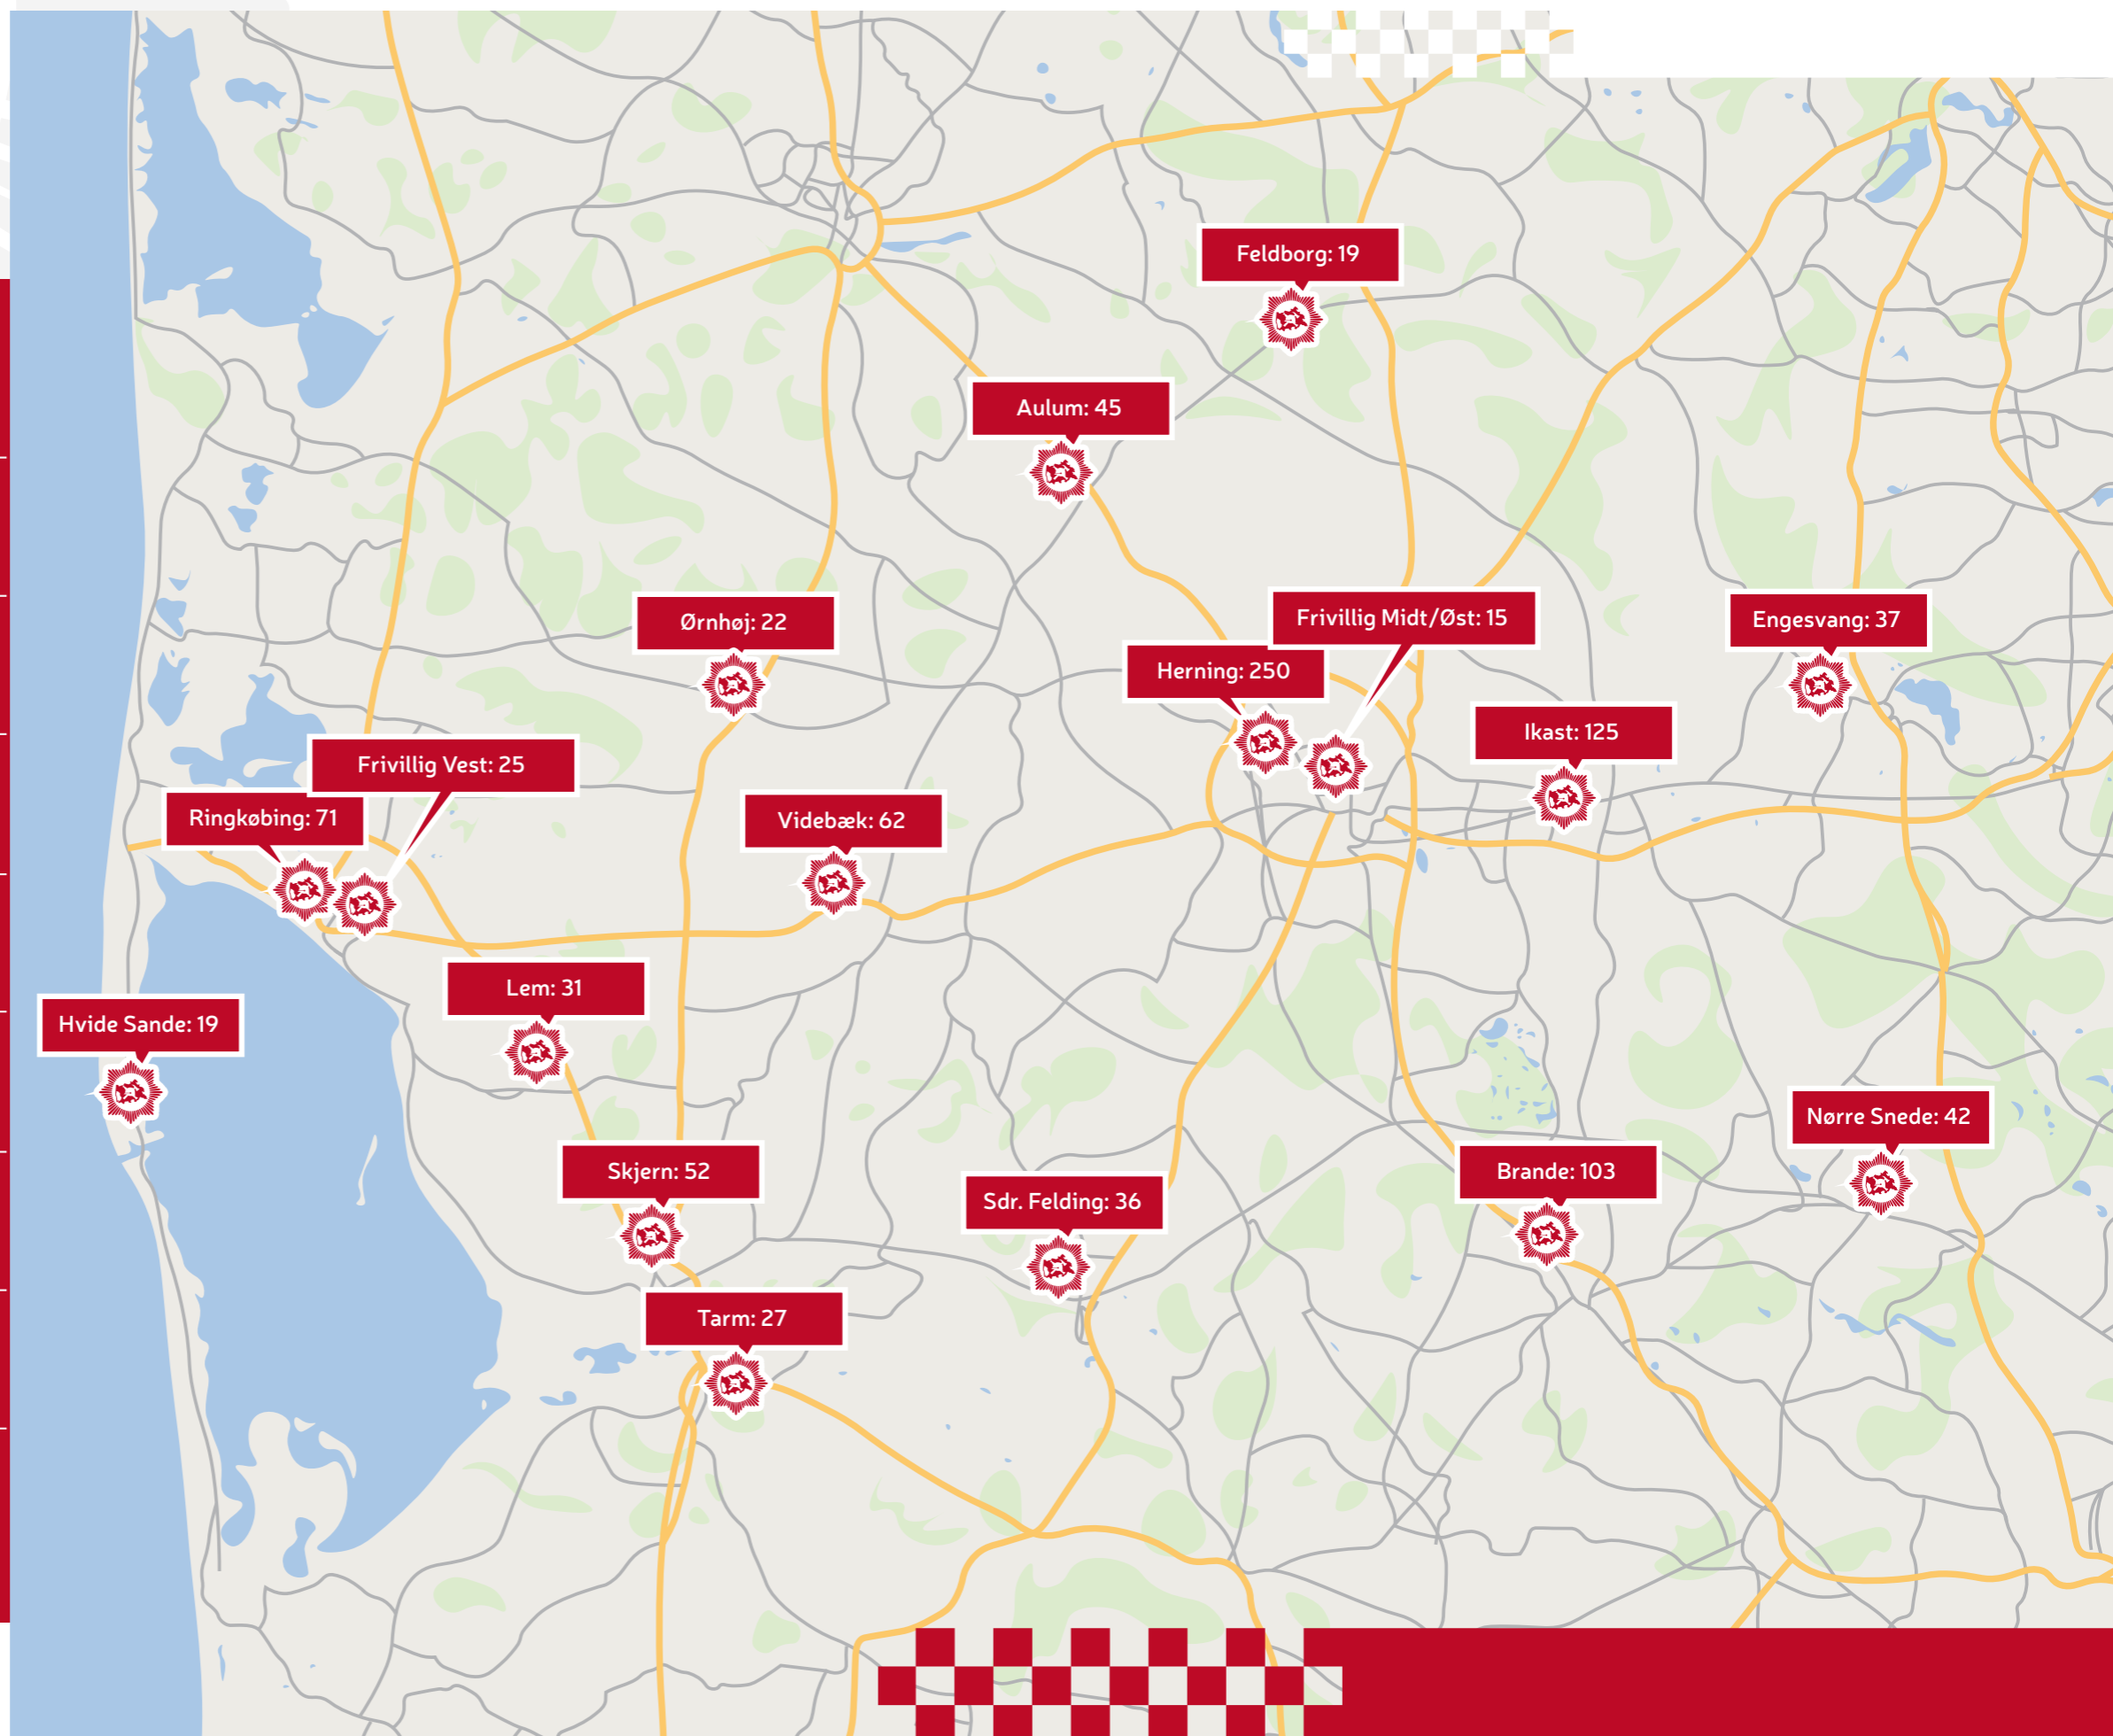 Feldborg: 19
Aulum: 45
Ørnhøj: 22
Frivillig Midt/Øst: 15
Engesvang: 37
Herning: 250
Ikast: 125
Frivillig Vest: 25
Ringkøbing: 71
Videbæk: 62
Lem: 31
Hvide Sande: 19
Nørre Snede: 42
Skjern: 52
Brande: 103
Sdr. Felding: 36
Tarm: 27